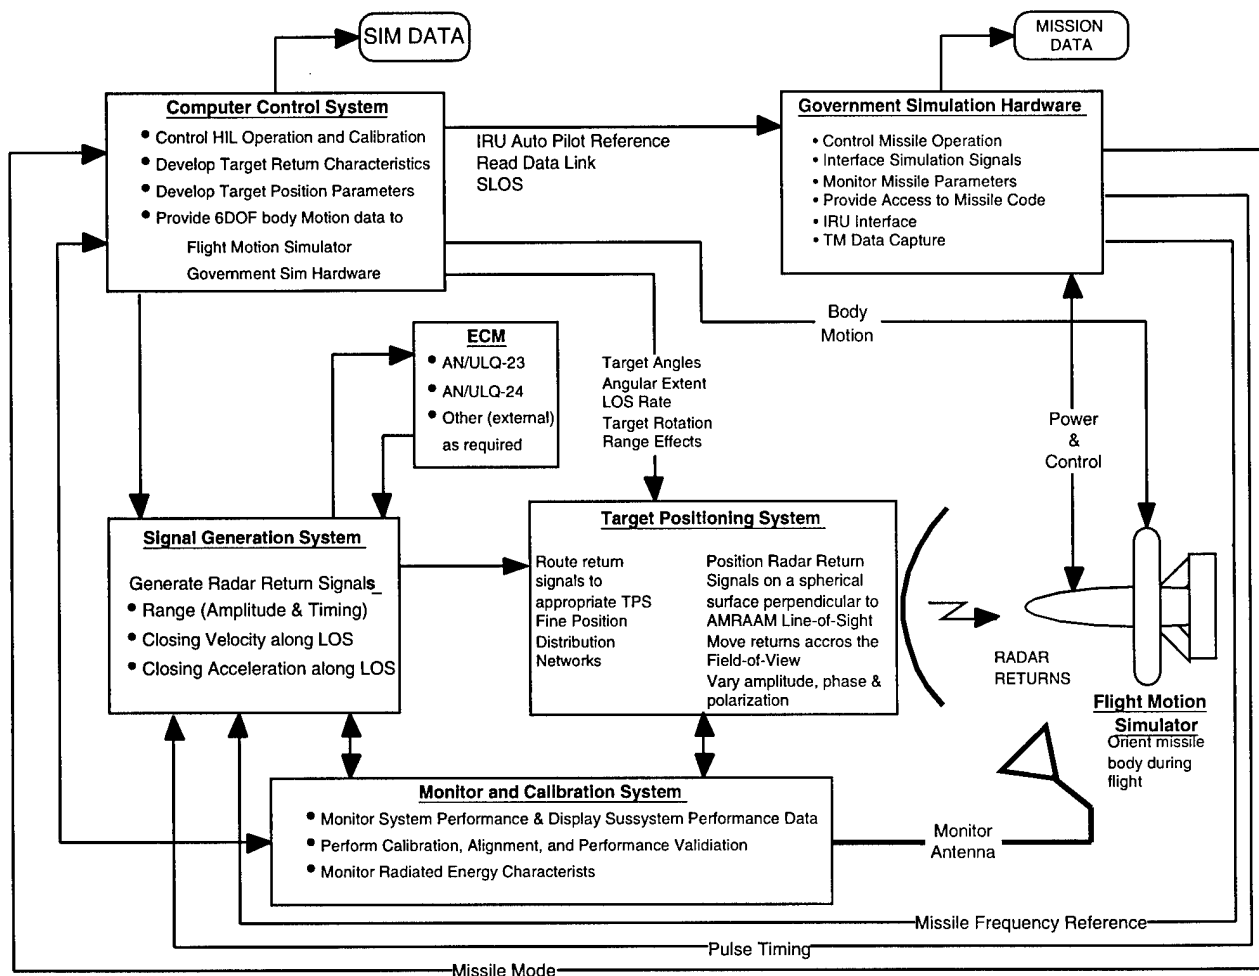 SIM DATA
MISSION
DATA
Computer Control System
• Control HIL Operation and Calibration
• Develop Target Return Characteristics
• Develop Target Position Parameters
• Provide 6DOF body Motion data to
Flight Motion Simulator
Government Sim Hardware
IRU Auto Pilot Reference
Read Data Link
SLOS
Government Simulation Hardware
• Control Missile Operation
• Interface Simulation Signals
• Monitor Missile Parameters
• Provide Access to Missile Code
• IRU Interface
• TM Data Capture
Body
Motion
ECM
• AN/ULQ-23
• AN/ULQ-24
• Other (external)
as required
Target Angles
Angular Extent
LOS Rate
Target Rotation
Range Effects
Power
&
Control
Signal Generation System
Generate Radar Return Signals_
• Range (Amplitude & Timing)
• Closing Velocity along LOS
• Closing Acceleration along LOS
Target Positioning System
Route return
signals to
appropriate TPS
Fine Position
Distribution
Networks
Position Radar Return
Signals on a spherical
surface perpendicular to
AMRAAM Line-of-Sight
Move returns accros the
Field-of-View
Vary amplitude, phase &
polarization
RADAR
RETURNS
Flight Motion
Simulator
Orient missile
body during
flight
Monitor and Calibration System
• Monitor System Performance & Display Sussystem Performance Data
• Perform Calibration, Alignment, and Performance Validiation
• Monitor Radiated Energy Characterists
Monitor
Antenna
Missile Frequency Reference
Pulse Timing
Missile Mode